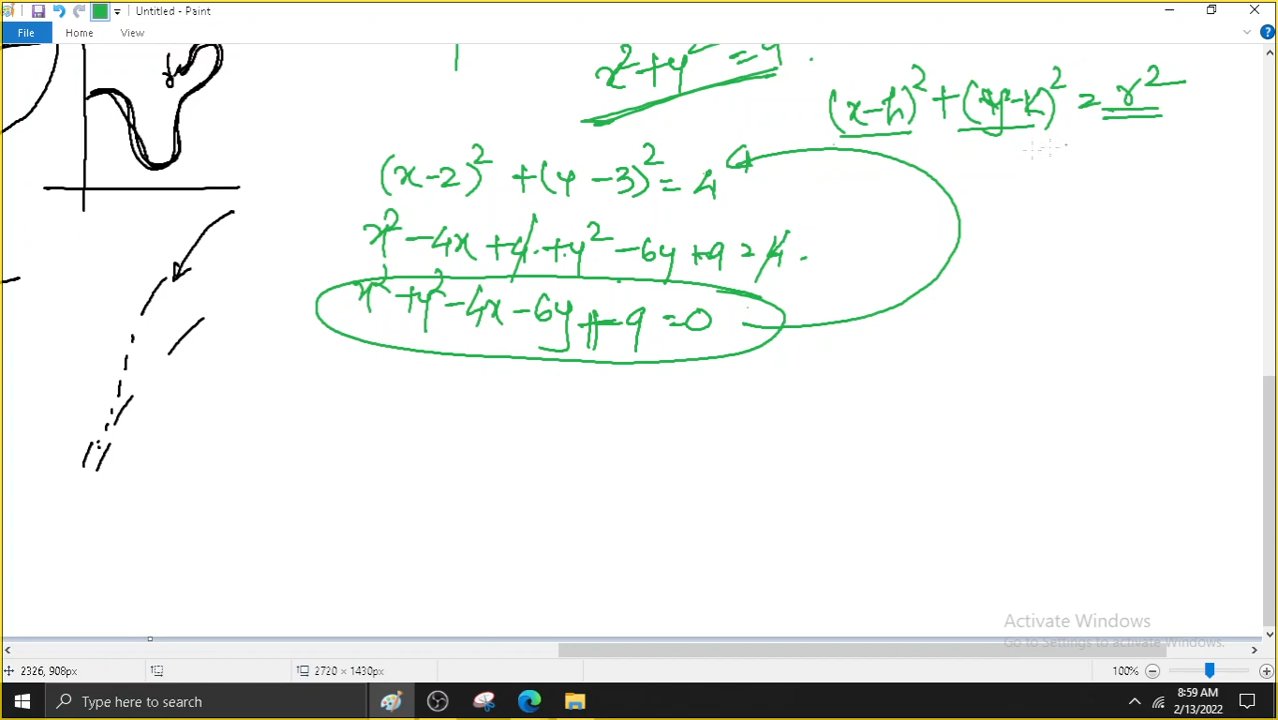 Untitled - Paint
File Home View
x² + y² = 4.
(x-h)² + (y-k)² = r²
(x-2)² + (y-3)² = 4
x² - 4x + 4 + y² - 6y + 9 = 4.
x² + y² - 4x - 6y + 9 = 0
Activate Windows
Go to Settings to activate Windows.
2326, 908px
2720 × 1430px
100%
Type here to search
8:59 AM
2/13/2022